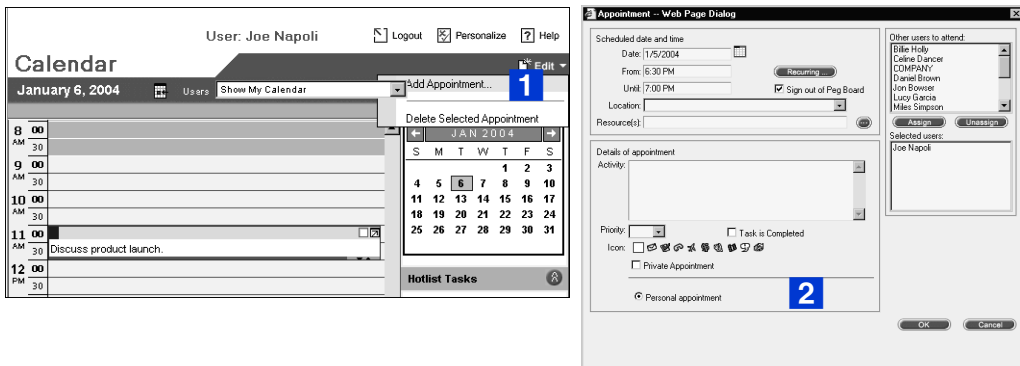 User: Joe Napoli
Logout
Personalize
? Help
Calendar
Edit
January 6, 2004
Users
Show My Calendar
Add Appointment...
1
Delete Selected Appointment
JAN 2004
S M T W T F S
1 2 3
4 5 6 7 8 9 10
11 12 13 14 15 16 17
18 19 20 21 22 23 24
25 26 27 28 29 30 31
Hotlist Tasks
8 00
AM 30
9 00
AM 30
10 00
AM 30
11 00
AM 30 Discuss product launch.
12 00
PM 30
Appointment -- Web Page Dialog
Scheduled date and time
Date: 1/5/2004
From: 6:30 PM
Recurring ...
Until: 7:00 PM
Sign out of Peg Board
Location:
Resource(s):
Details of appointment
Activity:
Priority:
Task is Completed
Icon:
Private Appointment
Personal appointment
2
Other users to attend:
Billie Holly
Celine Dancer
COMPANY
Daniel Brown
Jon Bowser
Lucy Garcia
Miles Simpson
Assign
Unassign
Selected users:
Joe Napoli
OK
Cancel